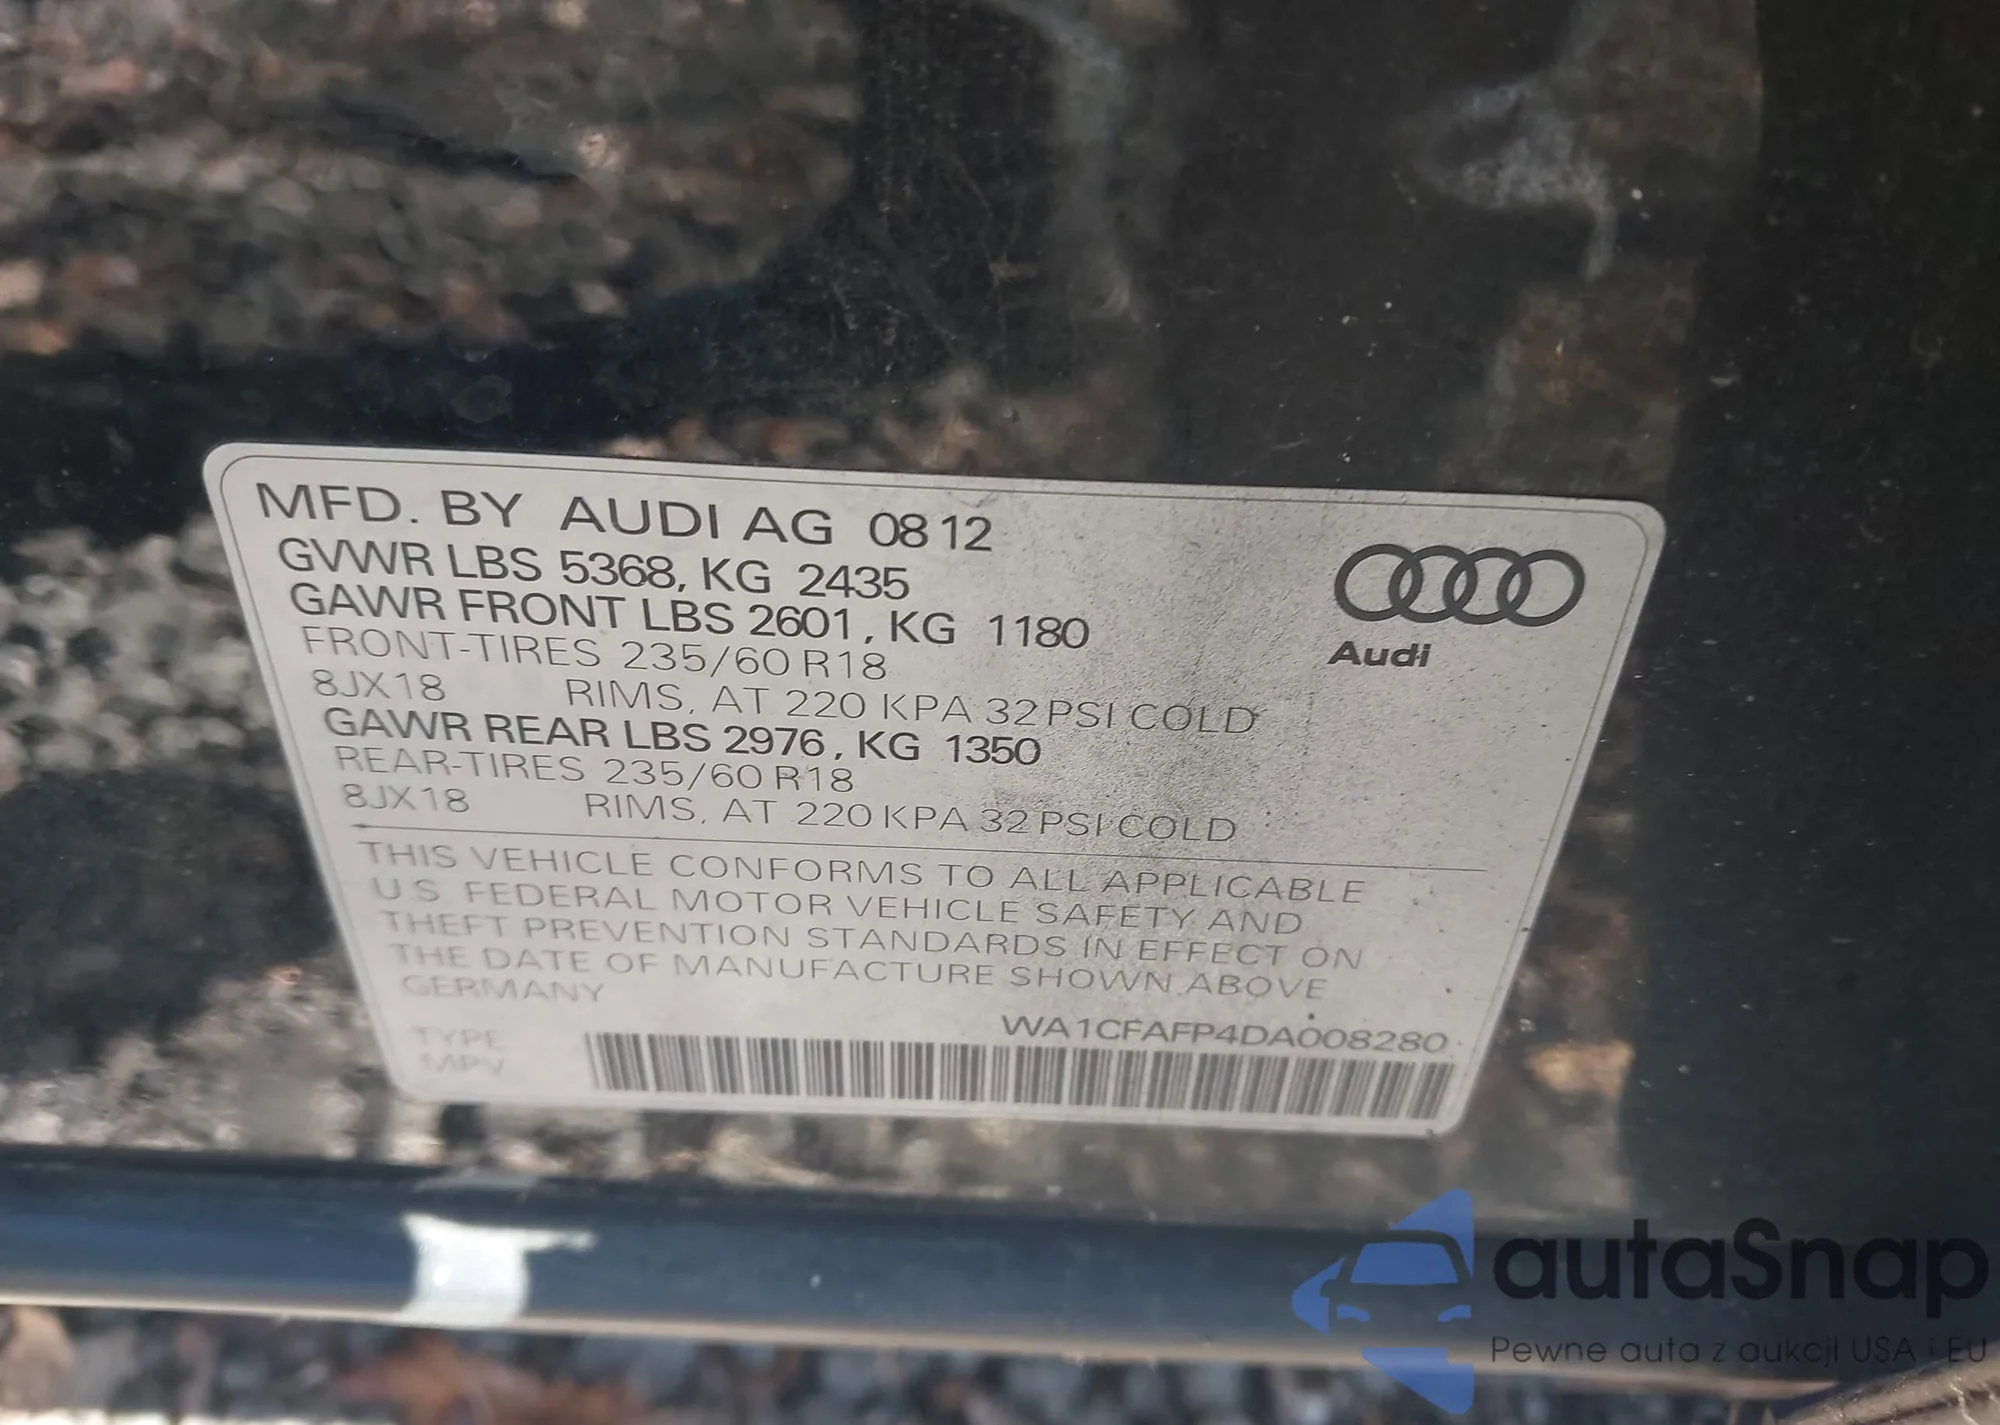 MFD. BY AUDI AG 0812
GVWR LBS 5368, KG 2435
GAWR FRONT LBS 2601, KG 1180
FRONT-TIRES 235/60 R18
8JX18 RIMS, AT 220 KPA 32 PSI COLD
GAWR REAR LBS 2976, KG 1350
REAR-TIRES 235/60 R18
8JX18 RIMS, AT 220 KPA 32 PSI COLD
Audi
THIS VEHICLE CONFORMS TO ALL APPLICABLE
U.S. FEDERAL MOTOR VEHICLE SAFETY AND
THEFT PREVENTION STANDARDS IN EFFECT ON
THE DATE OF MANUFACTURE SHOWN ABOVE
GERMANY
WA1CFAFP4DA008280
TYPE
MPV
autaSnap
Pewne auta z aukcji USA i EU